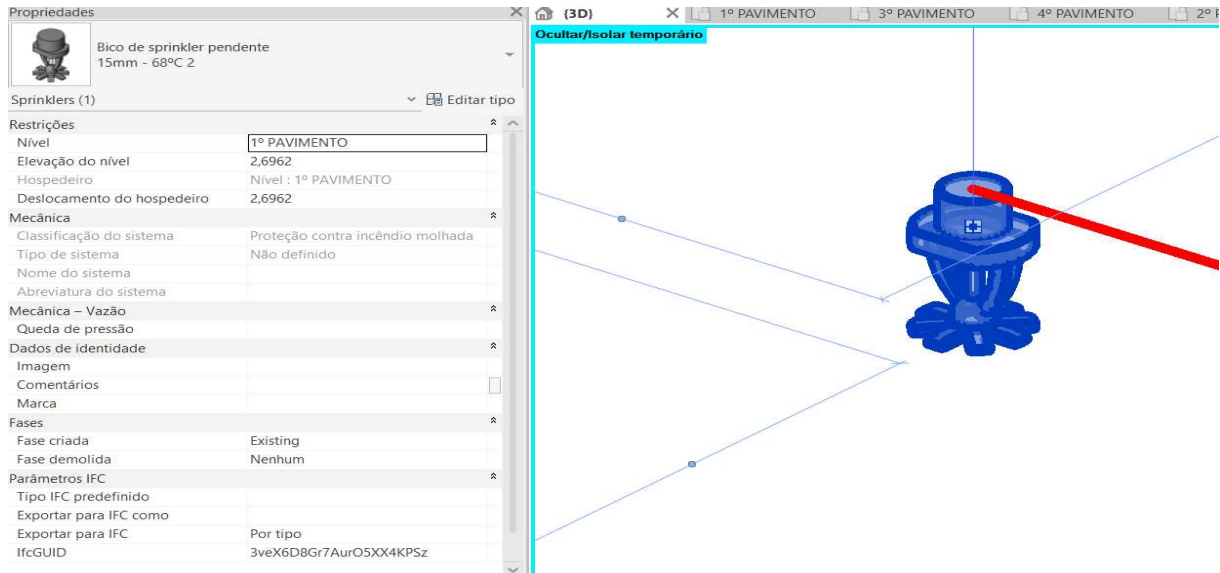 Propriedades
{3D}
1º PAVIMENTO
3º PAVIMENTO
4º PAVIMENTO
Ocultar/Isolar temporário
Bico de sprinkler pendente
15mm - 68ºC 2
Sprinklers (1)
Editar tipo
Restrições
Nível 1º PAVIMENTO
Elevação do nível 2,6962
Hospedeiro Nível : 1º PAVIMENTO
Deslocamento do hospedeiro 2,6962
Mecânica
Classificação do sistema Proteção contra incêndio molhada
Tipo de sistema Não definido
Nome do sistema
Abreviatura do sistema
Mecânica – Vazão
Queda de pressão
Dados de identidade
Imagem
Comentários
Marca
Fases
Fase criada Existing
Fase demolida Nenhum
Parâmetros IFC
Tipo IFC predefinido
Exportar para IFC como
Exportar para IFC Por tipo
IfcGUID 3veX6D8Gr7AurO5XX4KPSz